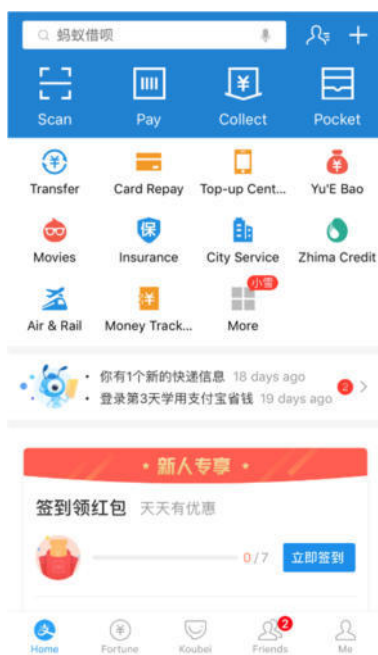 蚂蚁借呗
Scan Pay Collect Pocket
Transfer Card Repay Top-up Cent... Yu'E Bao
Movies Insurance City Service Zhima Credit
保
小雪
Air & Rail Money Track... More
你有1个新的快递信息 18 days ago
登录第3天学用支付宝省钱 19 days ago
2
· 新人专享 ·
签到领红包 天天有优惠
0/7 立即签到
支
2
Home Fortune Koubei Friends Me